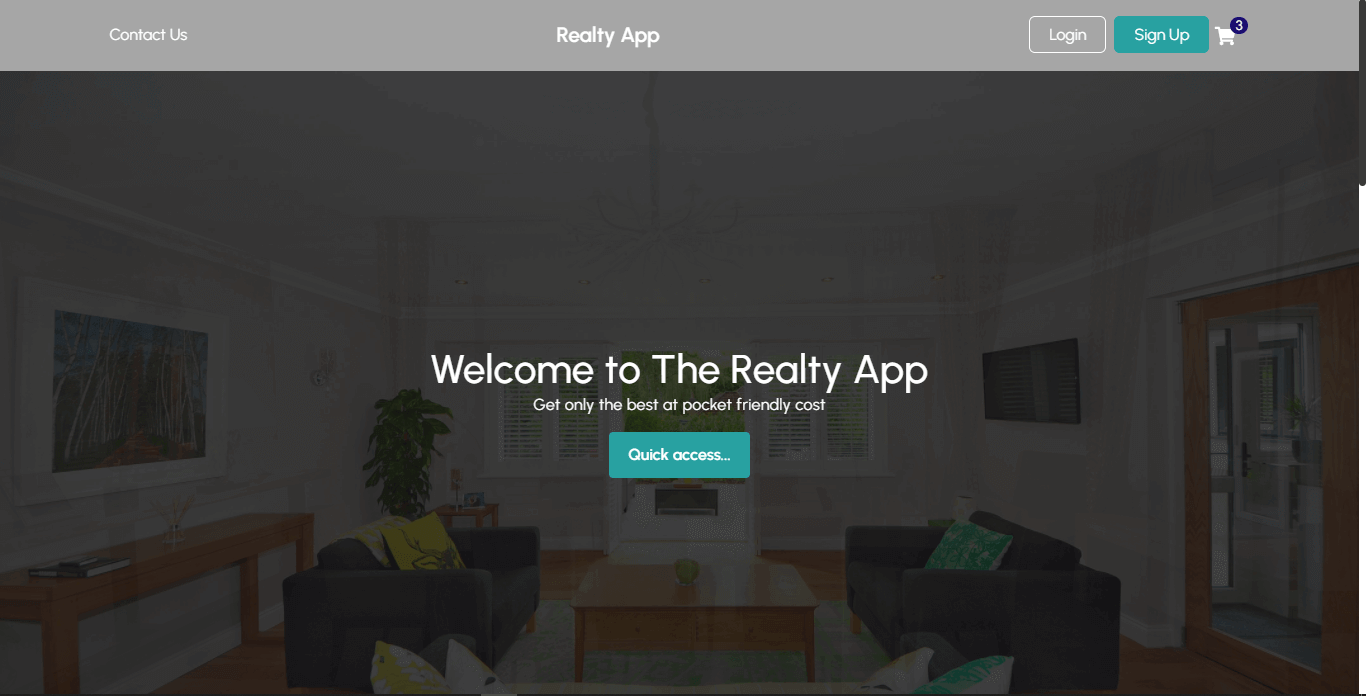 Contact Us
Realty App
Login
Sign Up
3
Welcome to The Realty App
Get only the best at pocket friendly cost
Quick access...